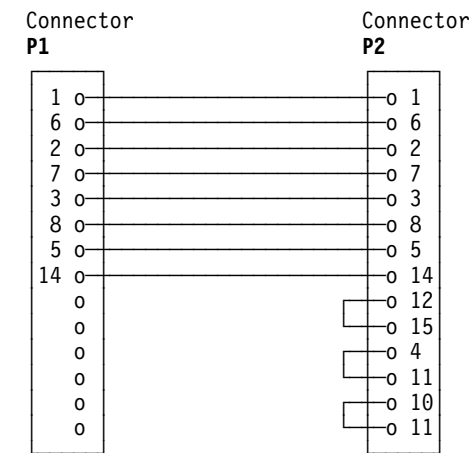 Connector Connector
P1 P2
1 o o 1
6 o o 6
2 o o 2
7 o o 7
3 o o 3
8 o o 8
5 o o 5
14 o o 14
o o 12
o o 15
o o 4
o o 11
o o 10
o o 11